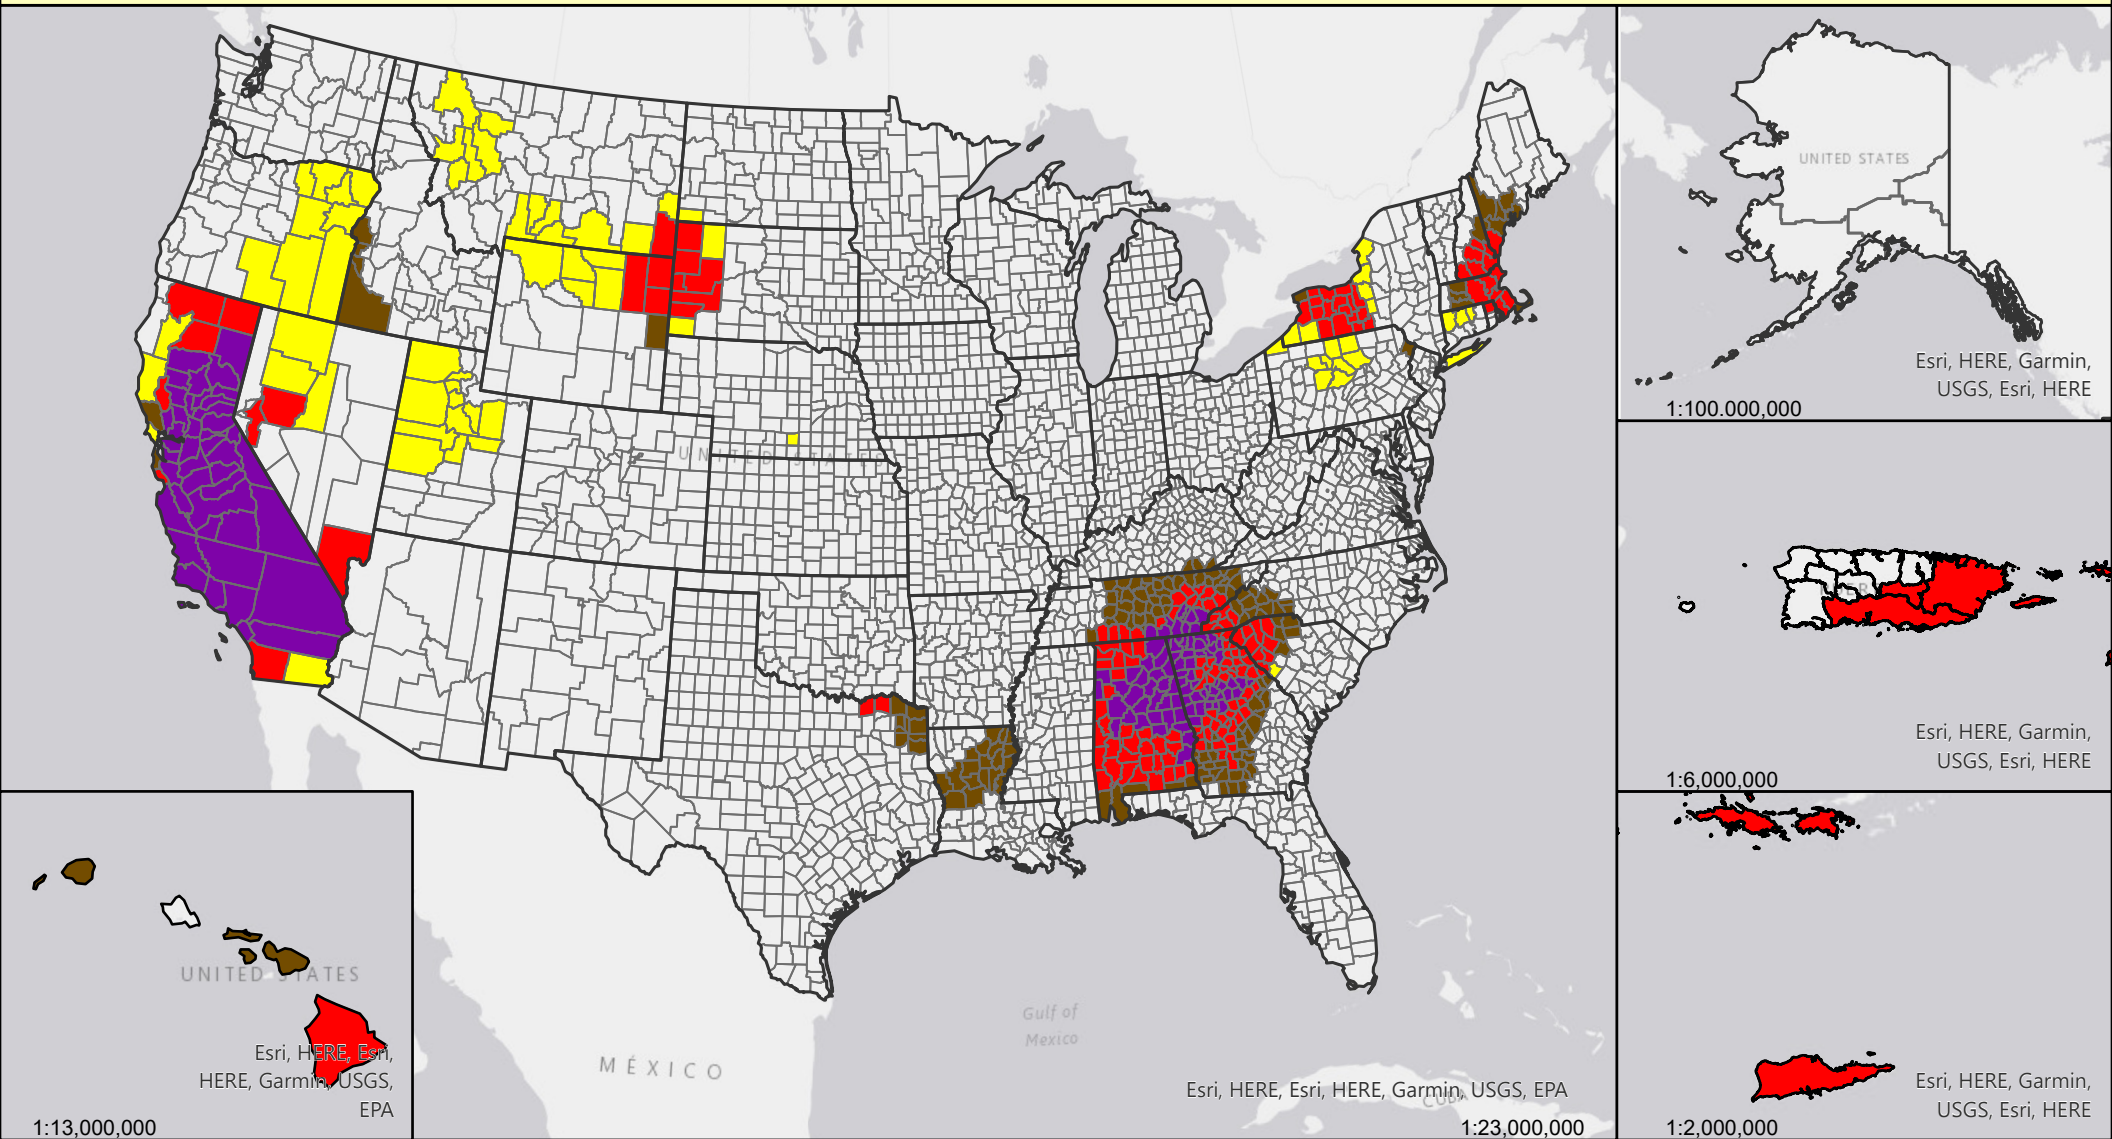 UNITED STATES
Esri, HERE, Garmin,
USGS, Esri, HERE
1:100.000,000
UNITED STATES
Esri, HERE, Garmin,
USGS, Esri, HERE
1:6,000,000
UNITED STATES
Esri, HERE, Esri,
HERE, Garmin, USGS,
EPA
1:13,000,000
Gulf of
Mexico
MÉXICO
Esri, HERE, Esri, HERE, Garmin, USGS, EPA
CUBA
1:23,000,000
Esri, HERE, Garmin,
USGS, Esri, HERE
1:2,000,000